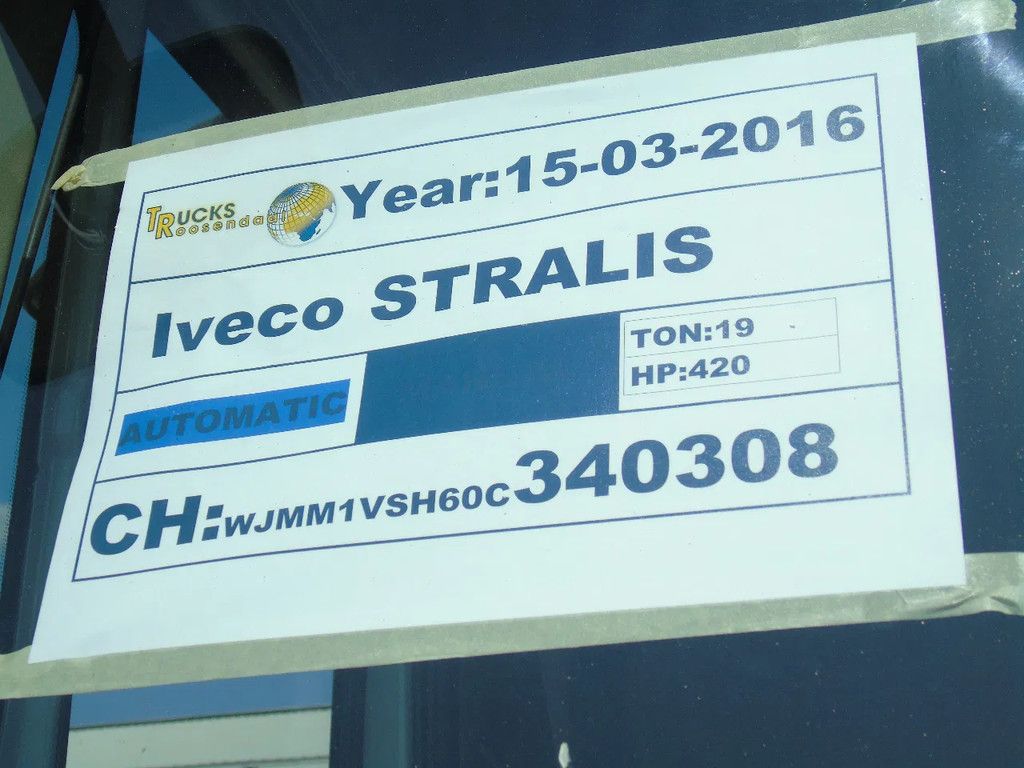 TRUCKS
Roosendaal
Year:15-03-2016
Iveco STRALIS
TON:19
HP:420
AUTOMATIC
CH:WJMM1VSH60C340308